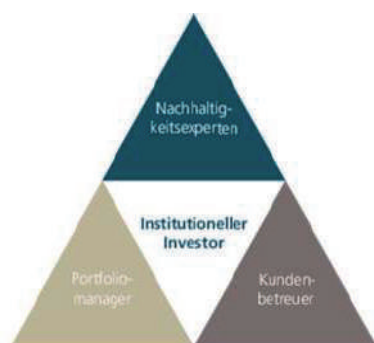 Nachhaltig-
keitsexperten
Institutioneller
Investor
Portfolio-
manager
Kunden-
betreuer